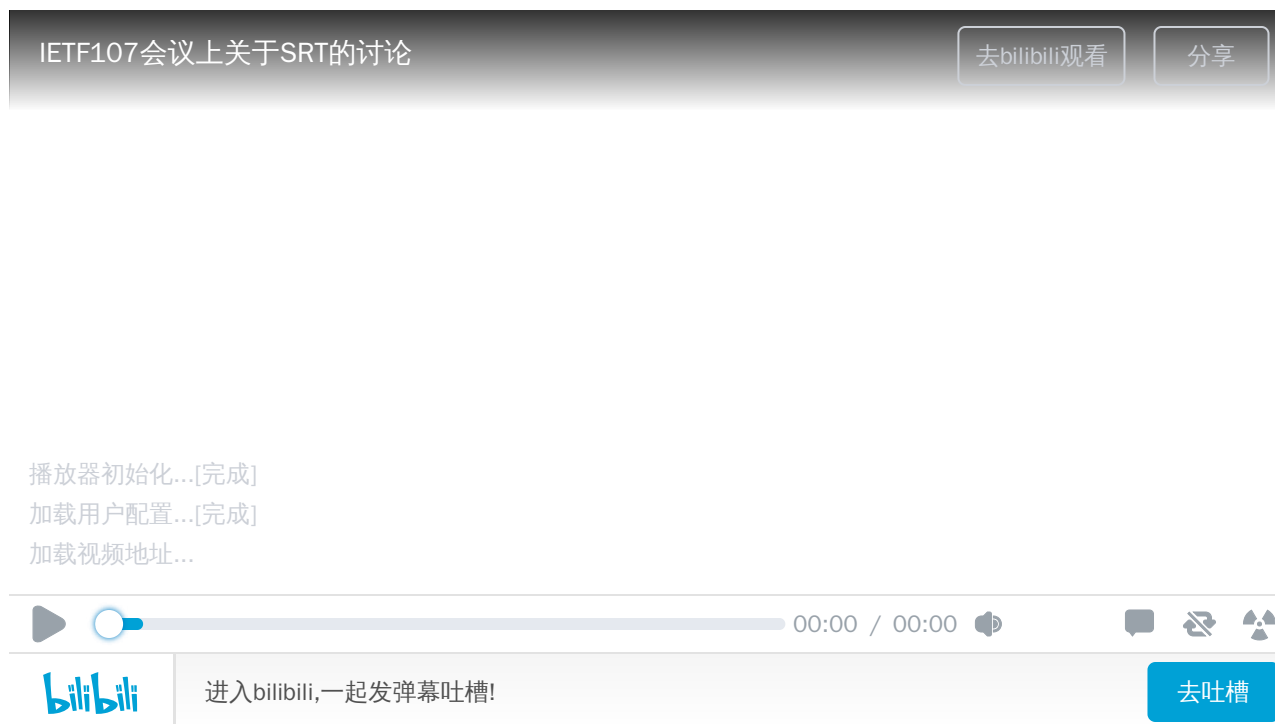 IETF107会议上关于SRT的讨论
去bilibili观看
分享
播放器初始化...[完成]
加载用户配置...[完成]
加载视频地址...
00:00 / 00:00
bilibili
进入bilibili,一起发弹幕吐槽!
去吐槽